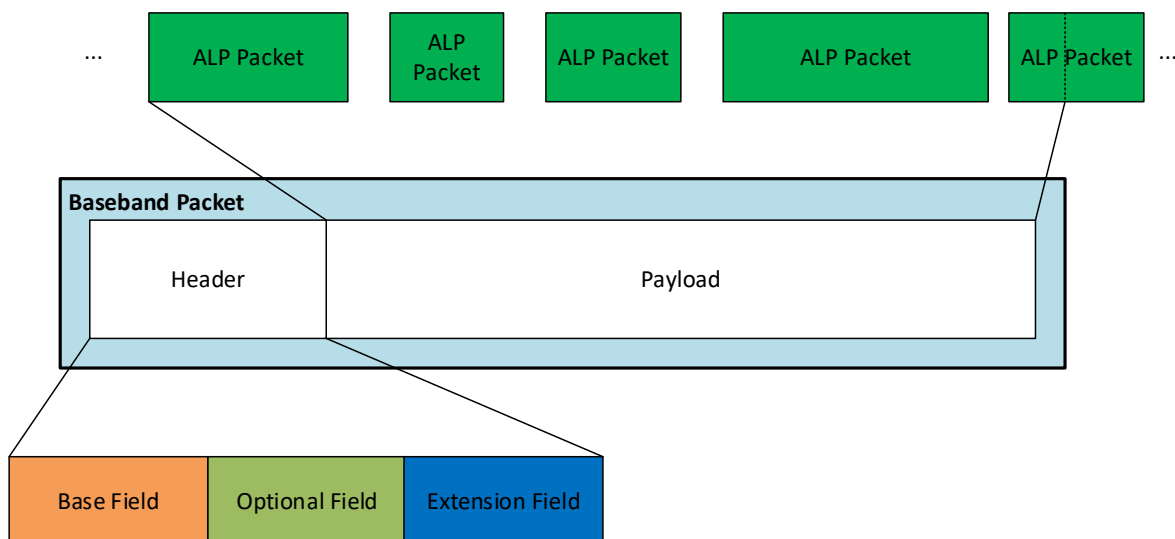 ... ALP Packet ALP Packet ALP Packet ALP Packet ALP Packet ...
Baseband Packet
Header Payload
Base Field Optional Field Extension Field